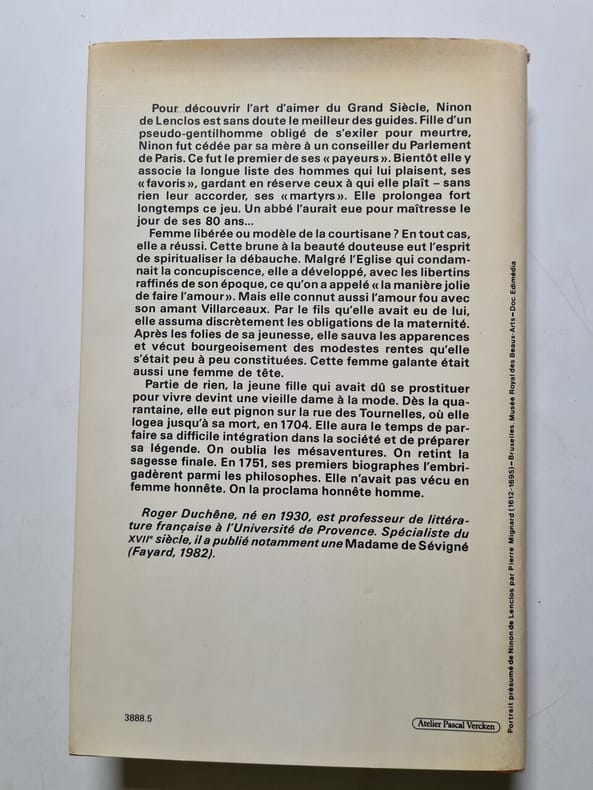 Pour découvrir l'art d'aimer du Grand Siècle, Ninon
de Lenclos est sans doute le meilleur des guides. Fille d'un
pseudo-gentilhomme obligé de s'exiler pour meurtre,
Ninon fut cédée par sa mère à un conseiller du Parlement
de Paris. Ce fut le premier de ses « payeurs ». Bientôt elle y
associe la longue liste des hommes qui lui plaisent, ses
« favoris », gardant en réserve ceux à qui elle plaît – sans
rien leur accorder, ses « martyrs ». Elle prolongea fort
longtemps ce jeu. Un abbé l'aurait eue pour maîtresse le
jour de ses 80 ans...
Femme libérée ou modèle de la courtisane ? En tout cas,
elle a réussi. Cette brune à la beauté douteuse eut l'esprit
de spiritualiser la débauche. Malgré l'Eglise qui condam-
nait la concupiscence, elle a développé, avec les libertins
raffinés de son époque, ce qu'on a appelé « la manière jolie
de faire l'amour ». Mais elle connut aussi l'amour fou avec
son amant Villarceaux. Par le fils qu'elle avait eu de lui,
elle assuma discrètement les obligations de la maternité.
Après les folies de sa jeunesse, elle sauva les apparences
et vécut bourgeoisement des modestes rentes qu'elle
s'était peu à peu constituées. Cette femme galante était
aussi une femme de tête.
Partie de rien, la jeune fille qui avait dû se prostituer
pour vivre devint une vieille dame à la mode. Dès la qua-
rantaine, elle eut pignon sur la rue des Tournelles, où elle
logea jusqu'à sa mort, en 1704. Elle aura le temps de par-
faire sa difficile intégration dans la société et de préparer
sa légende. On oublia les mésaventures. On retint la
sagesse finale. En 1751, ses premiers biographes l'embri-
gadèrent parmi les philosophes. Elle n'avait pas vécu en
femme honnête. On la proclama honnête homme.
Roger Duchêne, né en 1930, est professeur de littéra-
ture française à l'Université de Provence. Spécialiste du
XVIIe siècle, il a publié notamment une Madame de Sévigné
(Fayard, 1982).
3888.5
Atelier Pascal Vercken
Portrait présumé de Ninon de Lenclos par Pierre Mignard (1612-1695) – Bruxelles. Musée Royal des Beaux-Arts – Doc. Edimédia